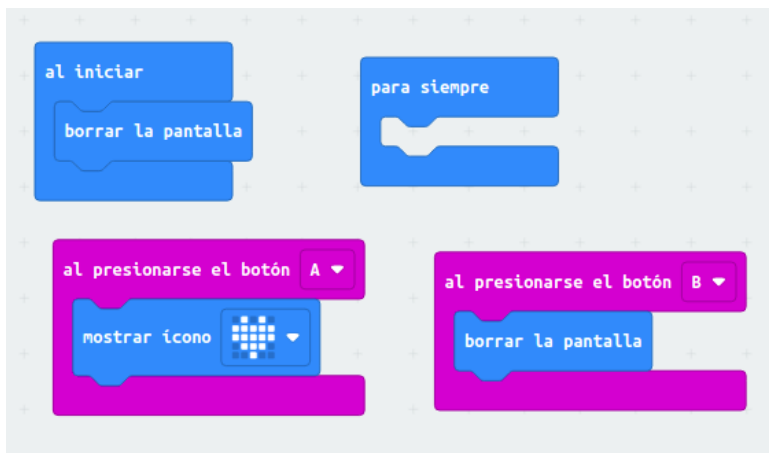 al iniciar
borrar la pantalla
para siempre
al presionarse el botón A
mostrar ícono
al presionarse el botón B
borrar la pantalla